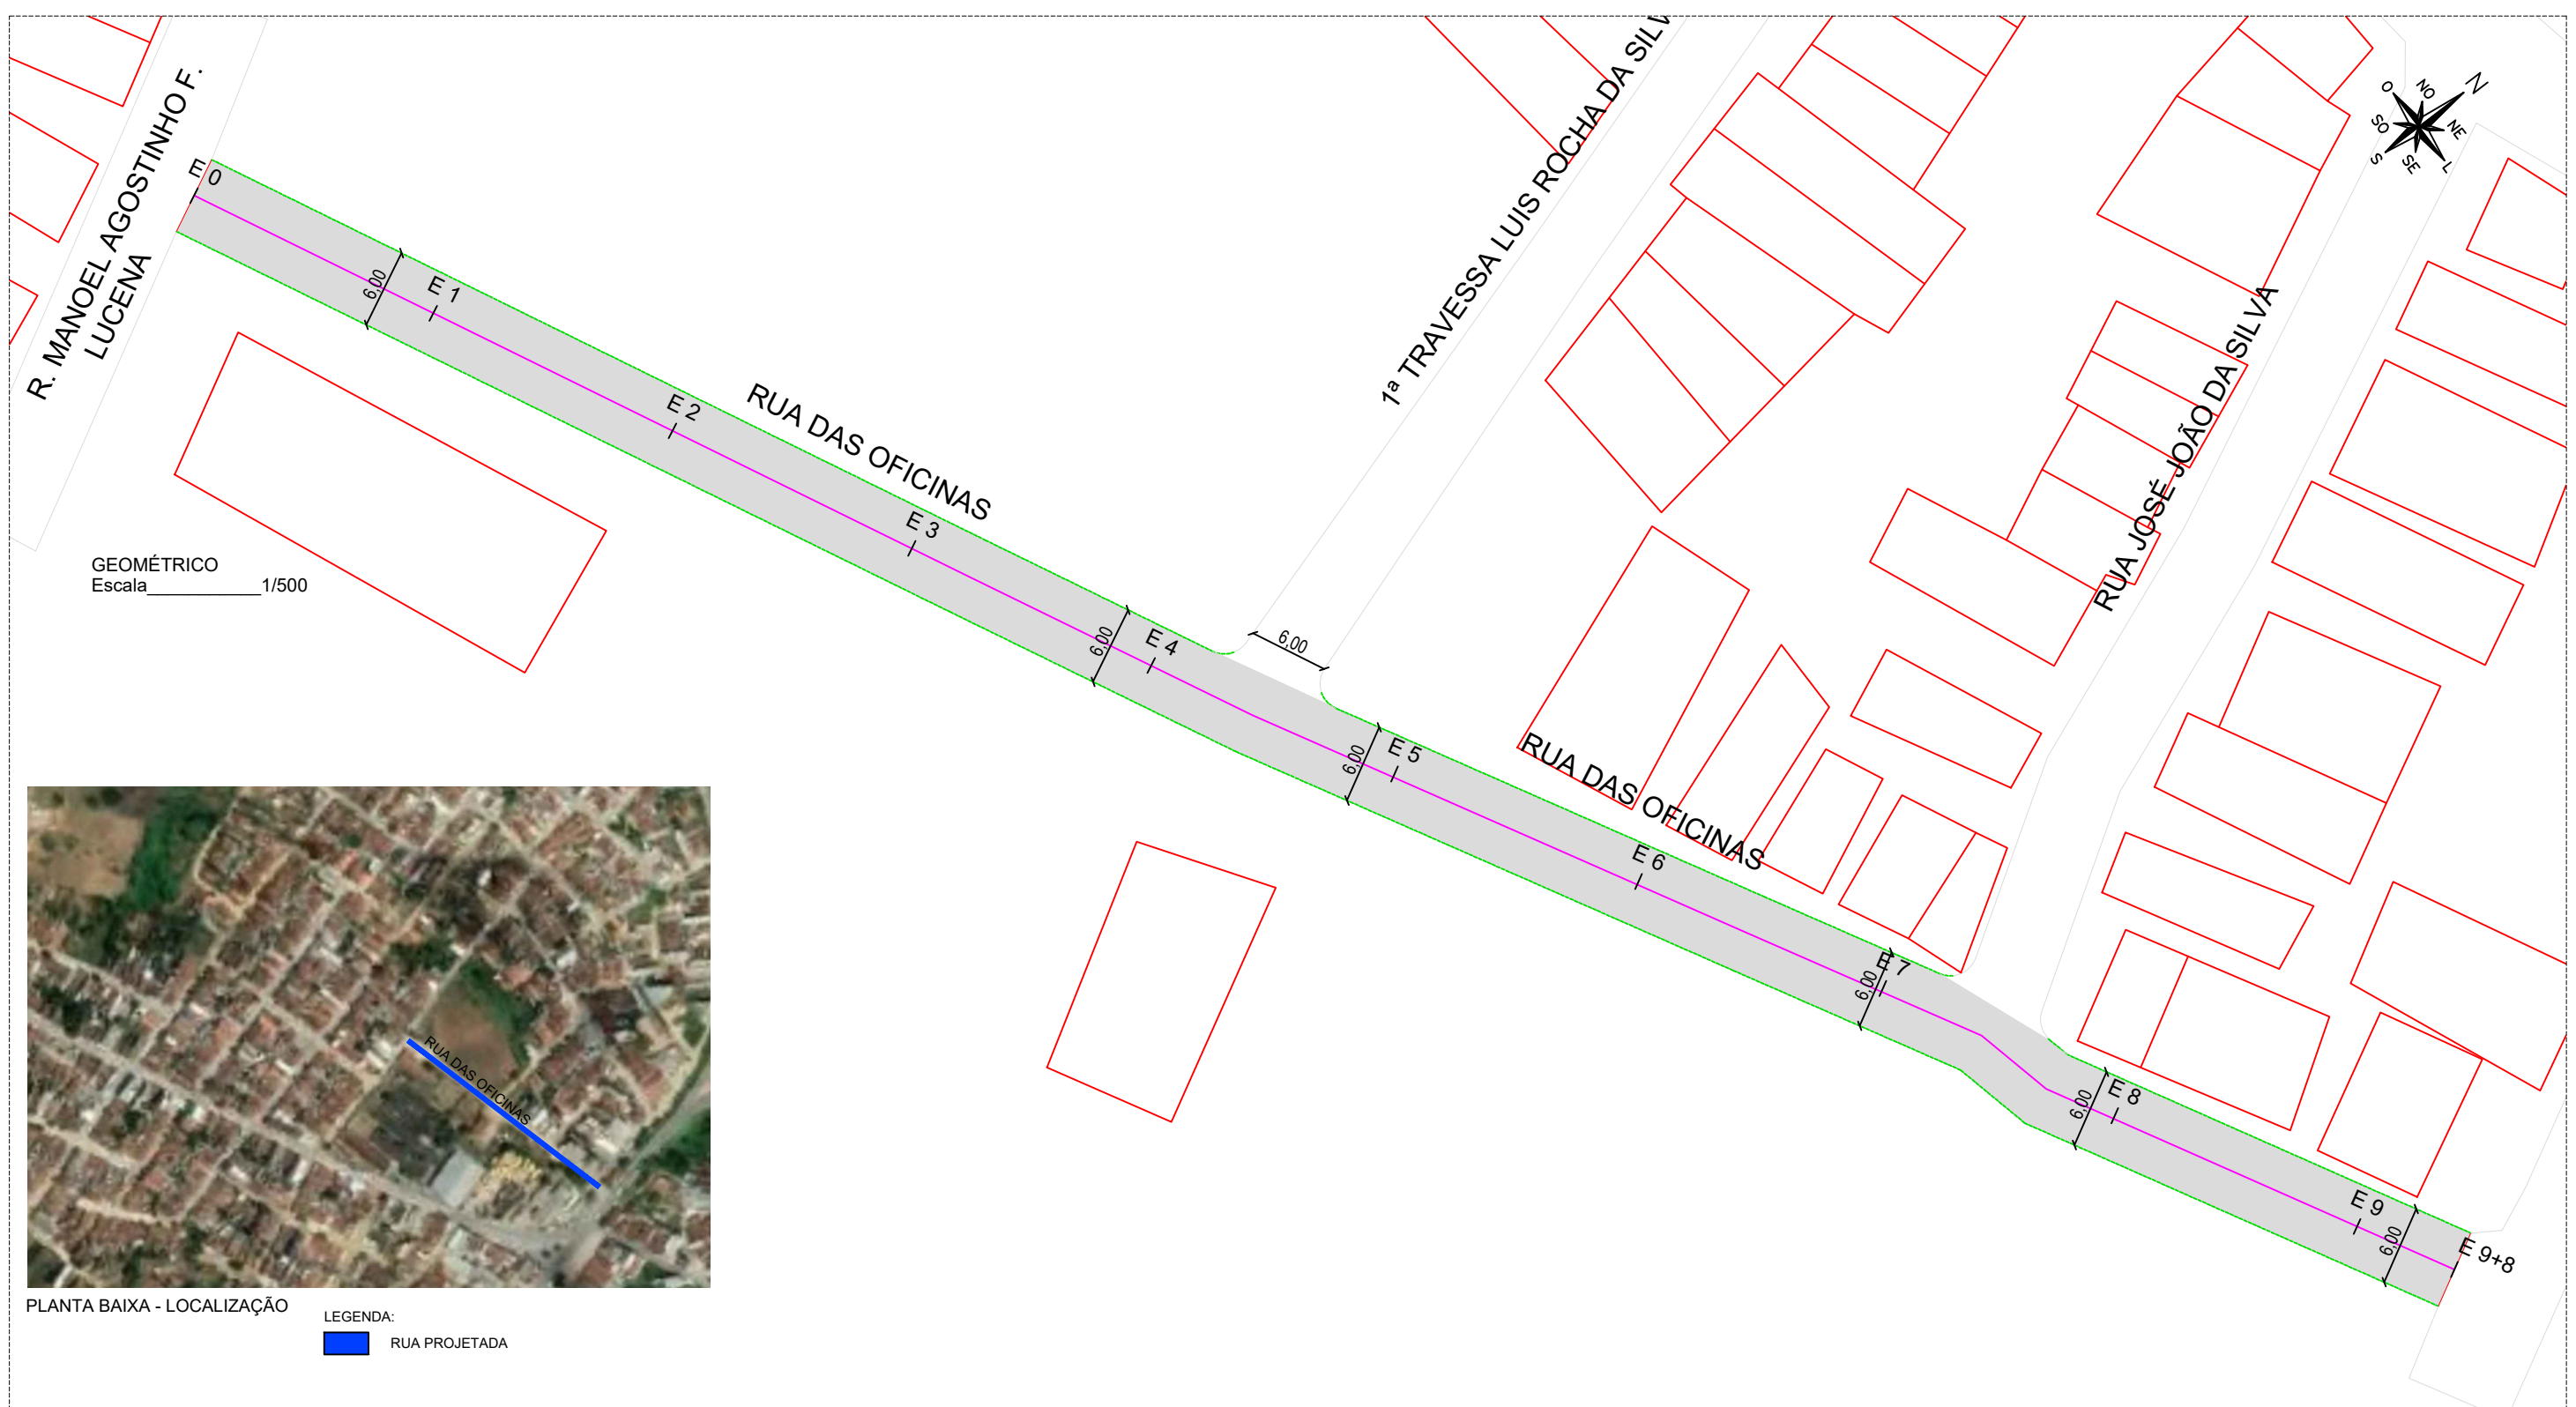 R. MANOEL AGOSTINHO F.
LUCENA
1ª TRAVESSA LUIS ROCHA DA SILV
RUA JOSÉ JOÃO DA SILVA
N
NE
L
SE
S
SO
O
NO
E 0
6,00
E 1
E 2
RUA DAS OFICINAS
E 3
6,00
E 4
6,00
6,00
E 5
RUA DAS OFICINAS
E 6
6,00
E 7
6,00
E 8
E 9
6,00
E 9+8
GEOMÉTRICO
Escala___________1/500
RUA DAS OFICINAS
PLANTA BAIXA - LOCALIZAÇÃO
LEGENDA:
RUA PROJETADA